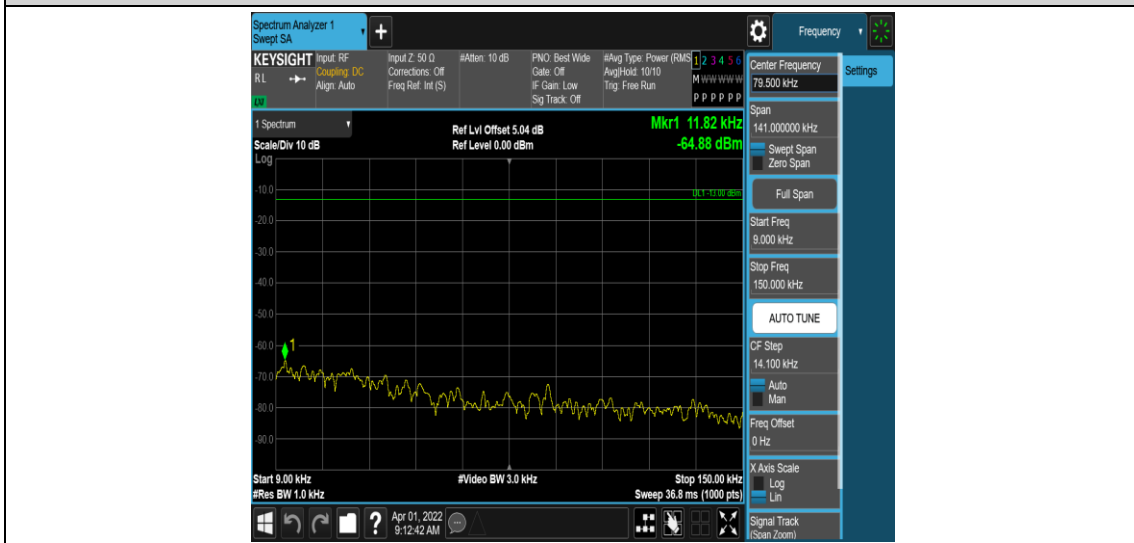 Spectrum Analyzer 1
Swept SA
+
Frequency
KEYSIGHT
RL
LXI
Input: RF
Coupling: DC
Align: Auto
Input Z: 50 Ω
Corrections: Off
Freq Ref: Int (S)
#Atten: 10 dB
PNO: Best Wide
Gate: Off
IF Gain: Low
Sig Track: Off
#Avg Type: Power (RMS
Avg|Hold: 10/10
Trig: Free Run
1 2 3 4 5 6
M W W W W W
P P P P P P
1 Spectrum
Scale/Div 10 dB
Ref Lvl Offset 5.04 dB
Ref Level 0.00 dBm
Mkr1 11.82 kHz
-64.88 dBm
Log
DL1 -13.00 dBm
-10.0
-20.0
-30.0
-40.0
-50.0
-60.0
1
-70.0
-80.0
-90.0
Start 9.00 kHz
#Video BW 3.0 kHz
Stop 150.00 kHz
#Res BW 1.0 kHz
Sweep 36.8 ms (1000 pts)
?
Apr 01, 2022
9:12:42 AM
Center Frequency
79.500 kHz
Settings
Span
141.000000 kHz
Swept Span
Zero Span
Full Span
Start Freq
9.000 kHz
Stop Freq
150.000 kHz
AUTO TUNE
CF Step
14.100 kHz
Auto
Man
Freq Offset
0 Hz
X Axis Scale
Log
Lin
Signal Track
(Span Zoom)